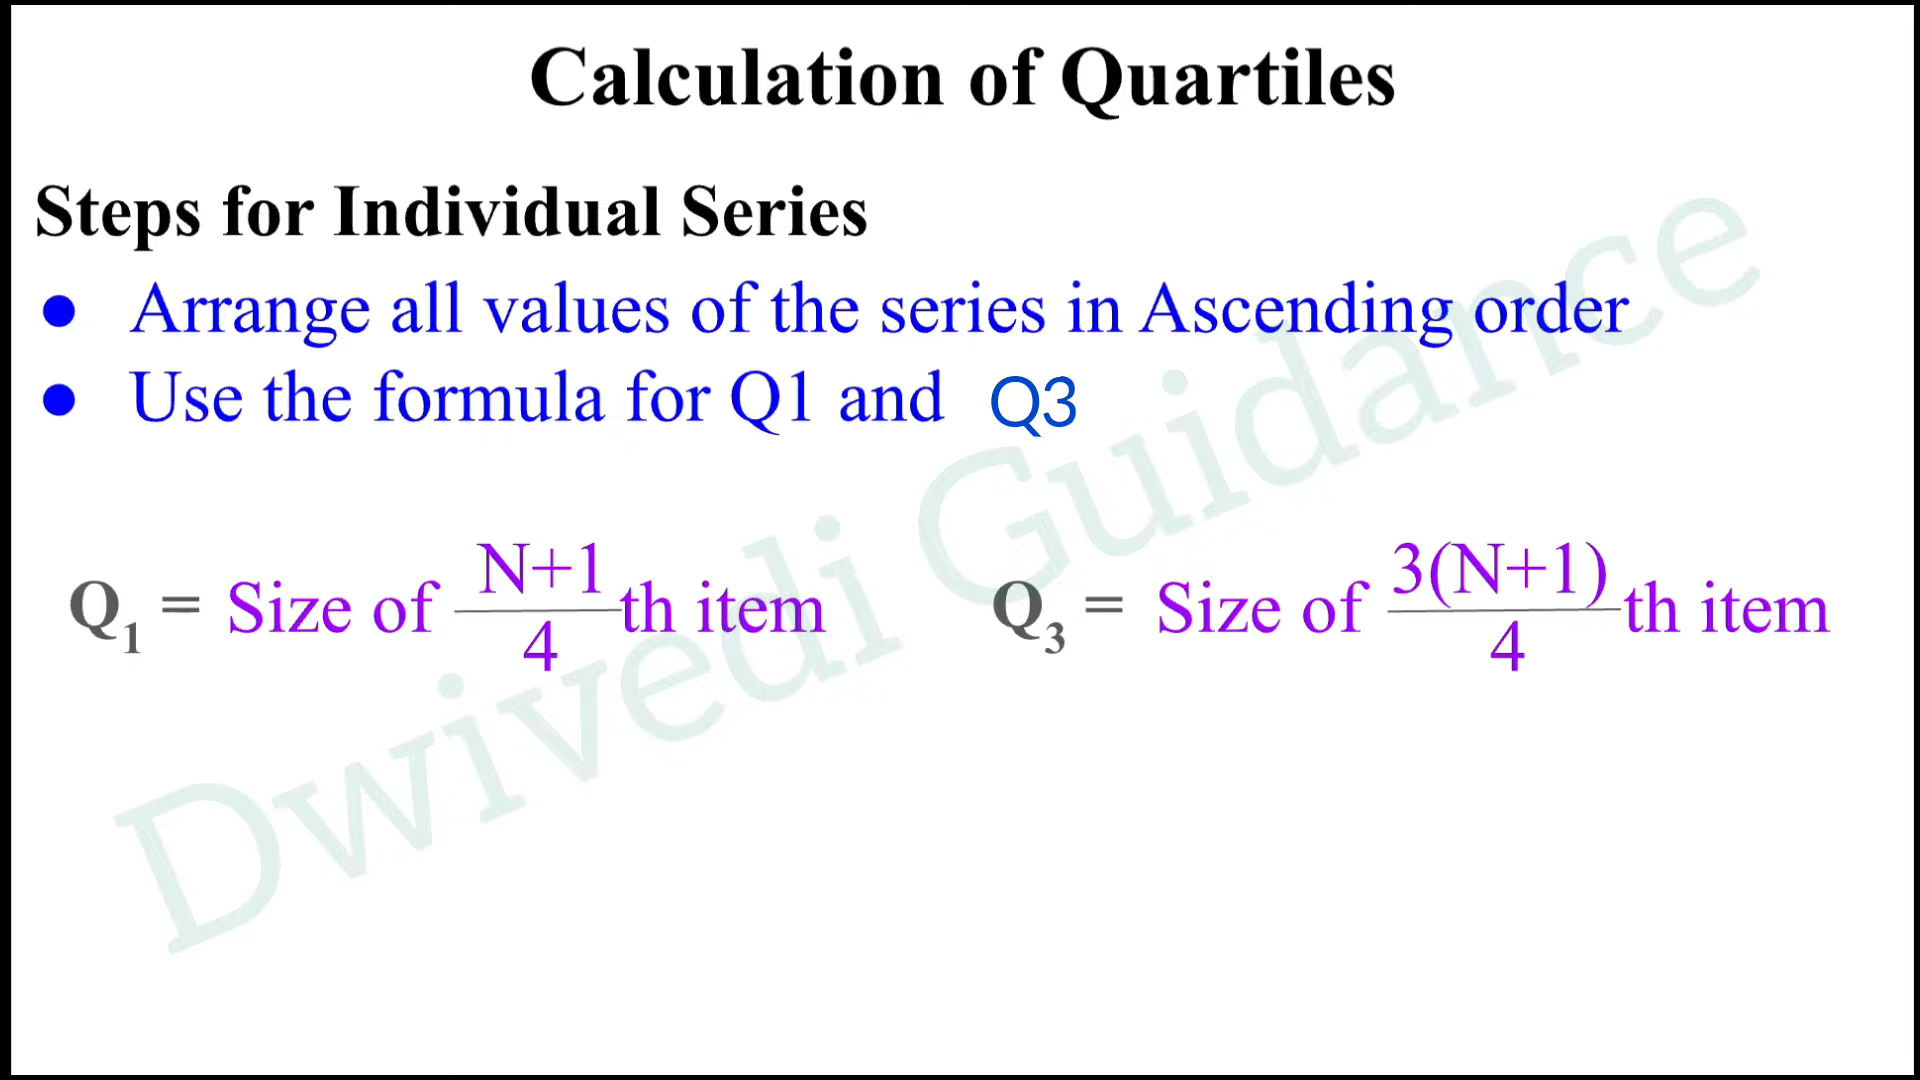 Calculation of Quartiles
Steps for Individual Series
● Arrange all values of the series in Ascending order
● Use the formula for Q1 and Q3
Q₁ = Size of (N+1)/4 th item
Q₃ = Size of 3(N+1)/4 th item
Dwivedi Guidance